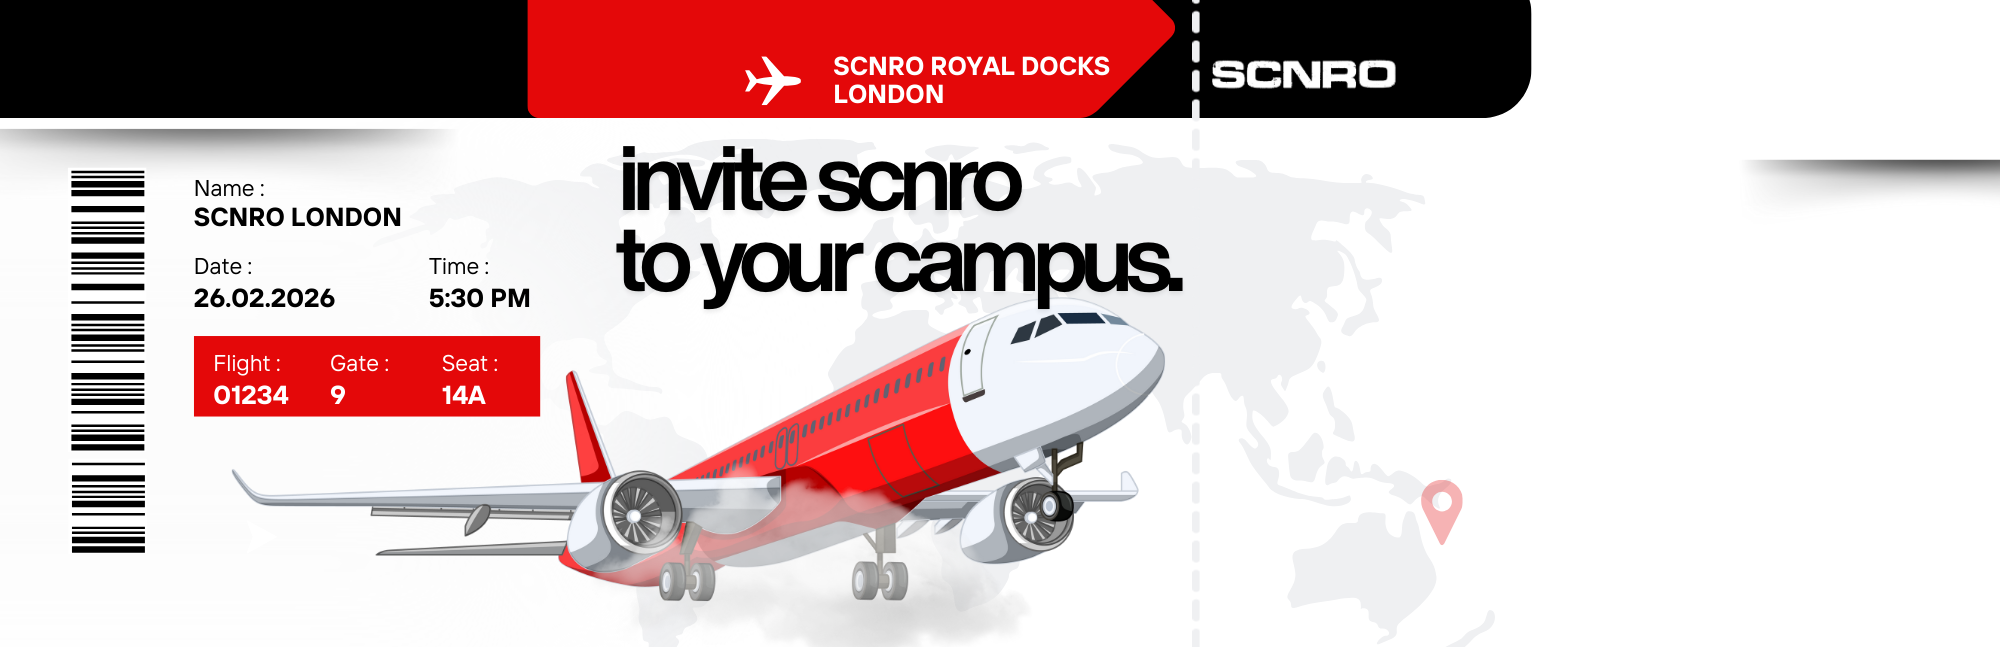 SCNRO ROYAL DOCKS
LONDON
SCNRO
invite scnro
to your campus.
Name :
SCNRO LONDON
Date :
26.02.2026
Time :
5:30 PM
Flight :
01234
Gate :
9
Seat :
14A